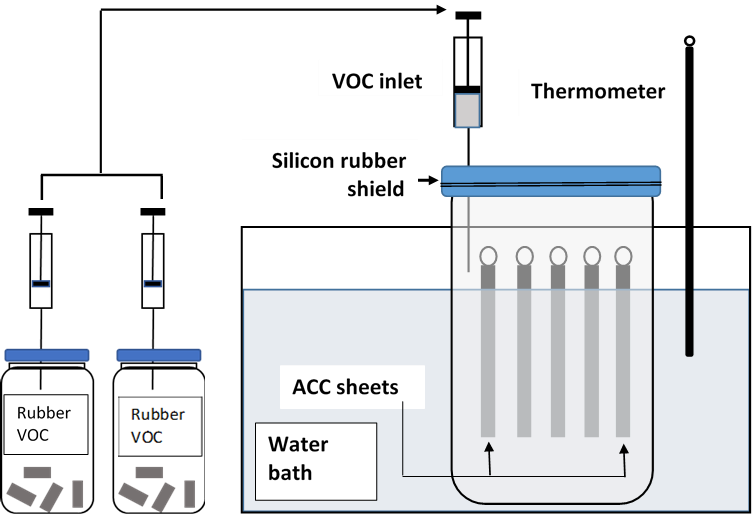 VOC inlet
Thermometer
Silicon rubber
shield
ACC sheets
Water
bath
Rubber
VOC
Rubber
VOC